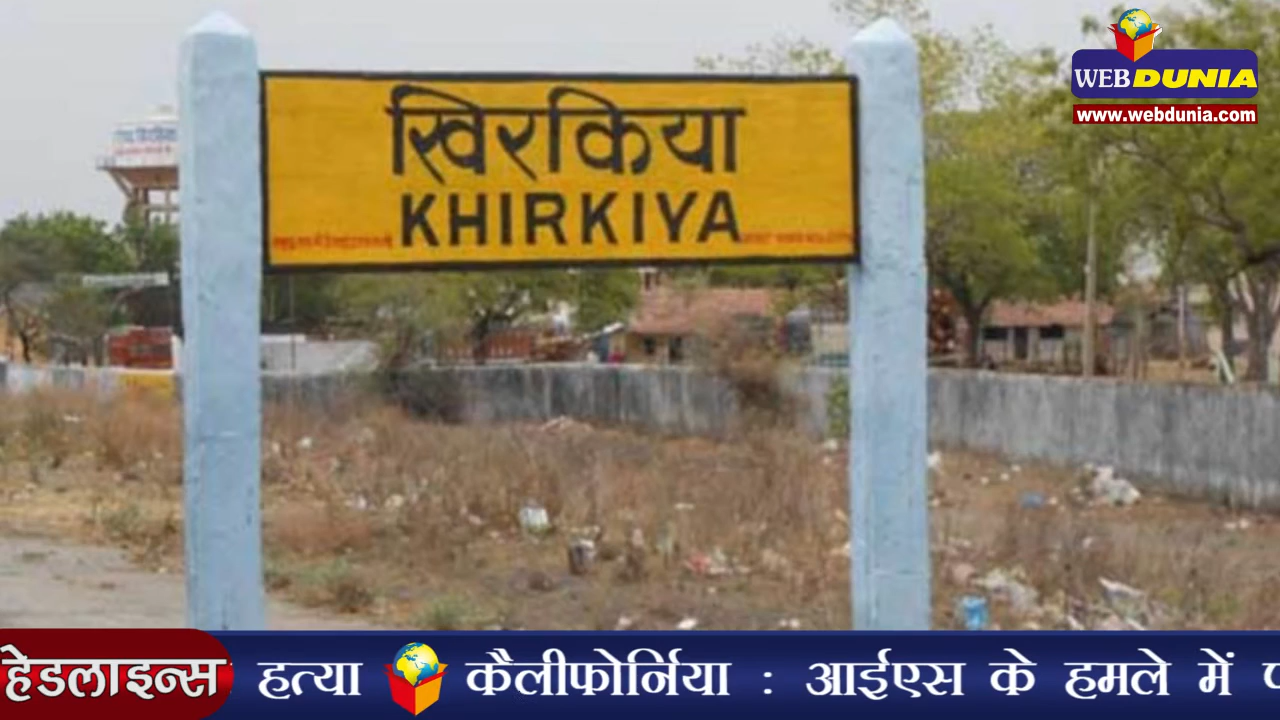 WEBDUNIA
www.webdunia.com
खिरकिया
KHIRKIYA
हेडलाइन्स हत्या कैलीफोर्निया : आईएस के हमले में